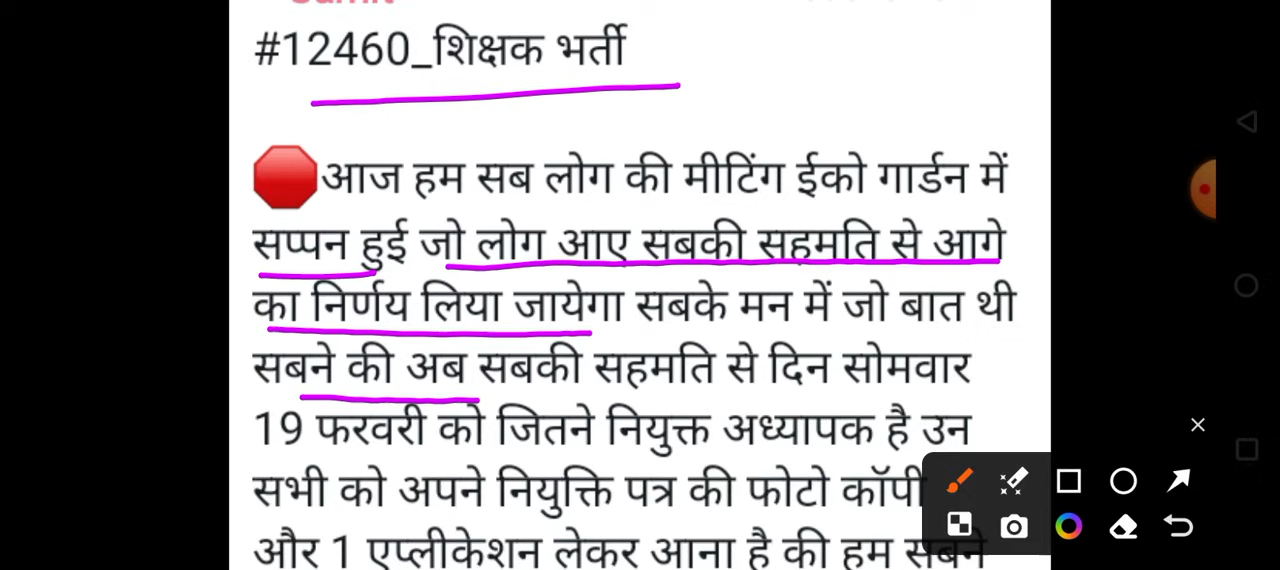 #12460_शिक्षक भर्ती
🛑आज हम सब लोग की मीटिंग ईको गार्डन में
सप्पन हुई जो लोग आए सबकी सहमति से आगे
का निर्णय लिया जायेगा सबके मन में जो बात थी
सबने की अब सबकी सहमति से दिन सोमवार
19 फरवरी को जितने नियुक्त अध्यापक है उन
सभी को अपने नियुक्ति पत्र की फोटो कॉपी
और 1 एप्लीकेशन लेकर आना है की हम सबने